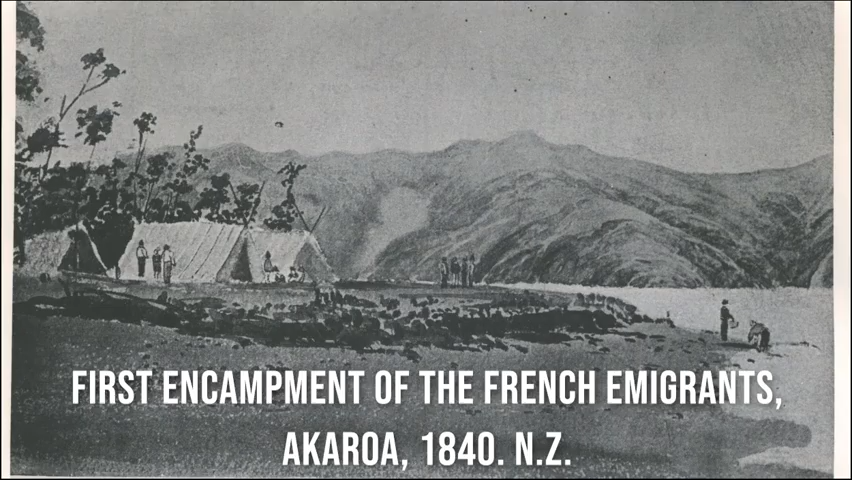 FIRST ENCAMPMENT OF THE FRENCH EMIGRANTS,
AKAROA, 1840. N.Z.